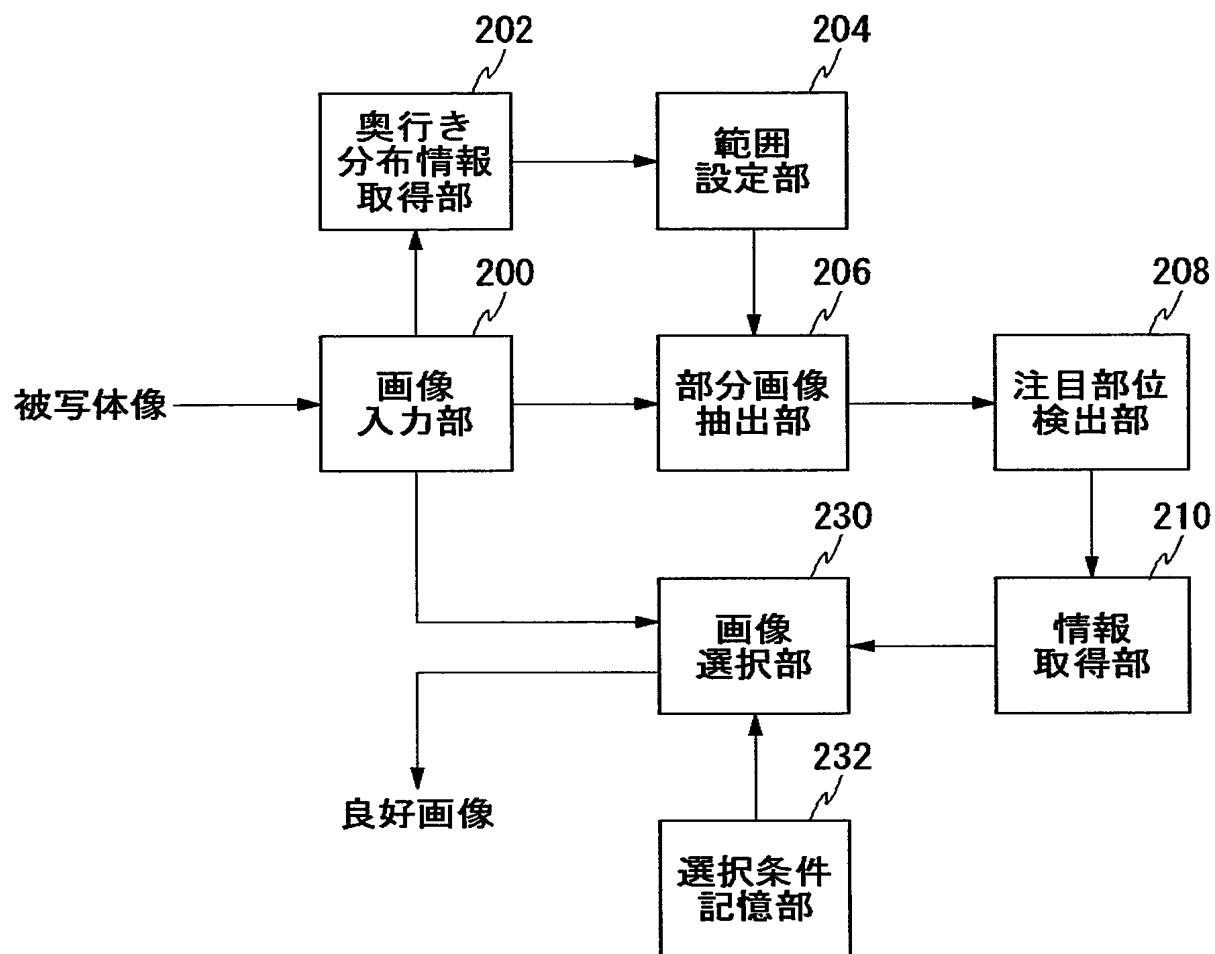 202
奥行き
分布情報
取得部
204
範囲
設定部
被写体像
200
画像
入力部
206
部分画像
抽出部
208
注目部位
検出部
230
画像
選択部
210
情報
取得部
良好画像
232
選択条件
記憶部